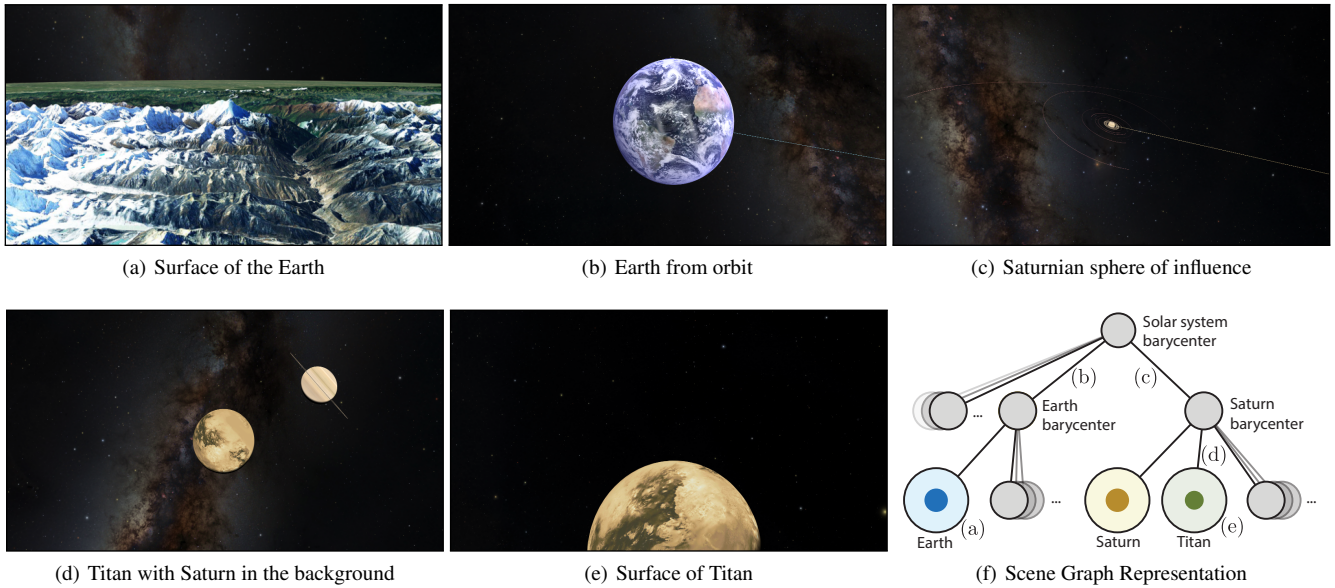 (a) Surface of the Earth
(b) Earth from orbit
(c) Saturnian sphere of influence
Solar system
barycenter
(b)
(c)
...
Earth
barycenter
Saturn
barycenter
(d)
...
...
(a)
(e)
Earth
Saturn
Titan
(d) Titan with Saturn in the background
(e) Surface of Titan
(f) Scene Graph Representation